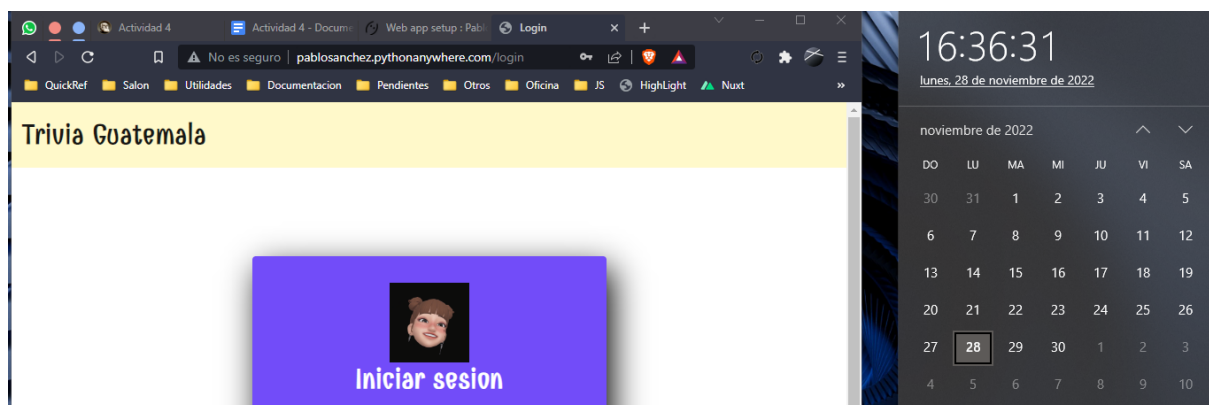 Actividad 4 Actividad 4 - Docume Web app setup : Pabl Login
No es seguro pablosanchez.pythonanywhere.com/login
QuickRef Salon Utilidades Documentacion Pendientes Otros Oficina JS HighLight Nuxt »
Trivia Guatemala
Iniciar sesion
16:36:31
lunes, 28 de noviembre de 2022
noviembre de 2022
DO LU MA MI JU VI SA
30 31 1 2 3 4 5
6 7 8 9 10 11 12
13 14 15 16 17 18 19
20 21 22 23 24 25 26
27 28 29 30 1 2 3
4 5 6 7 8 9 10